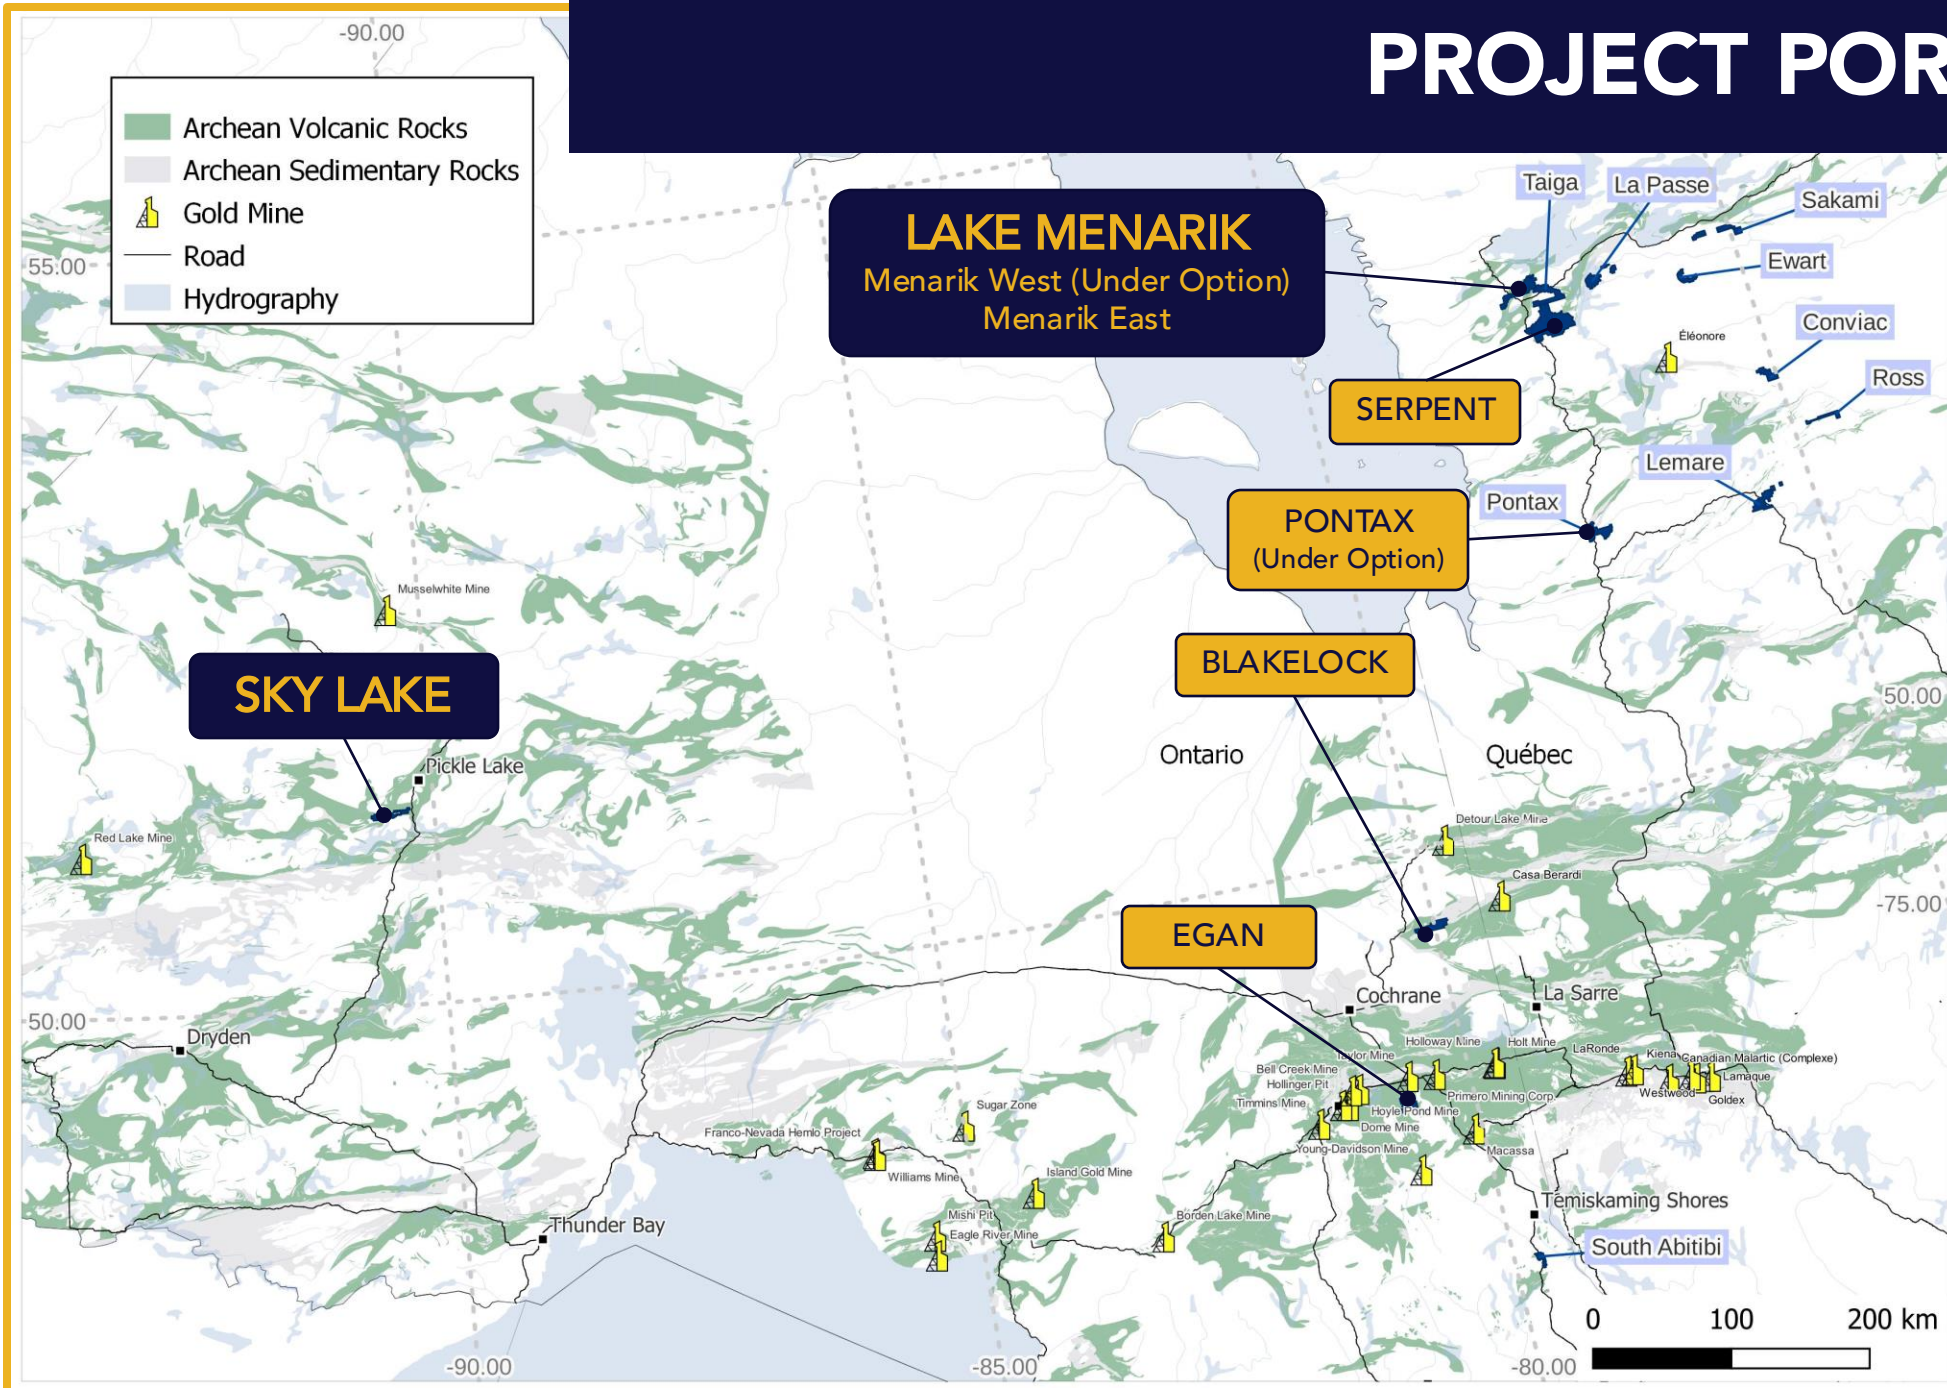 PROJECT POR
-90.00
Archean Volcanic Rocks
Archean Sedimentary Rocks
Gold Mine
Road
Hydrography
55.00
LAKE MENARIK
Menarik West (Under Option)
Menarik East
Taiga
La Passe
Sakami
Ewart
Conviac
Éléonore
Ross
SERPENT
Lemare
Pontax
PONTAX
(Under Option)
Musselwhite Mine
BLAKELOCK
SKY LAKE
50.00
Ontario
Québec
Pickle Lake
Detour Lake Mine
Red Lake Mine
Casa Berardi
-75.00
EGAN
Cochrane
La Sarre
50.00
Dryden
Holloway Mine
Holt Mine
LaRonde
Taylor Mine
Kiena
Canadian Malartic (Complexe)
Bell Creek Mine
Hollinger Pit
Lamaque
Timmins Mine
Primero Mining Corp
Westwood
Goldex
Hoyle Pond Mine
Dome Mine
Sugar Zone
Franco-Nevada Hemlo Project
Young-Davidson Mine
Macassa
Williams Mine
Island Gold Mine
Temiskaming Shores
Mishi Pit
Borden Lake Mine
Thunder Bay
Eagle River Mine
South Abitibi
0 100 200 km
-90.00
-85.00
-80.00